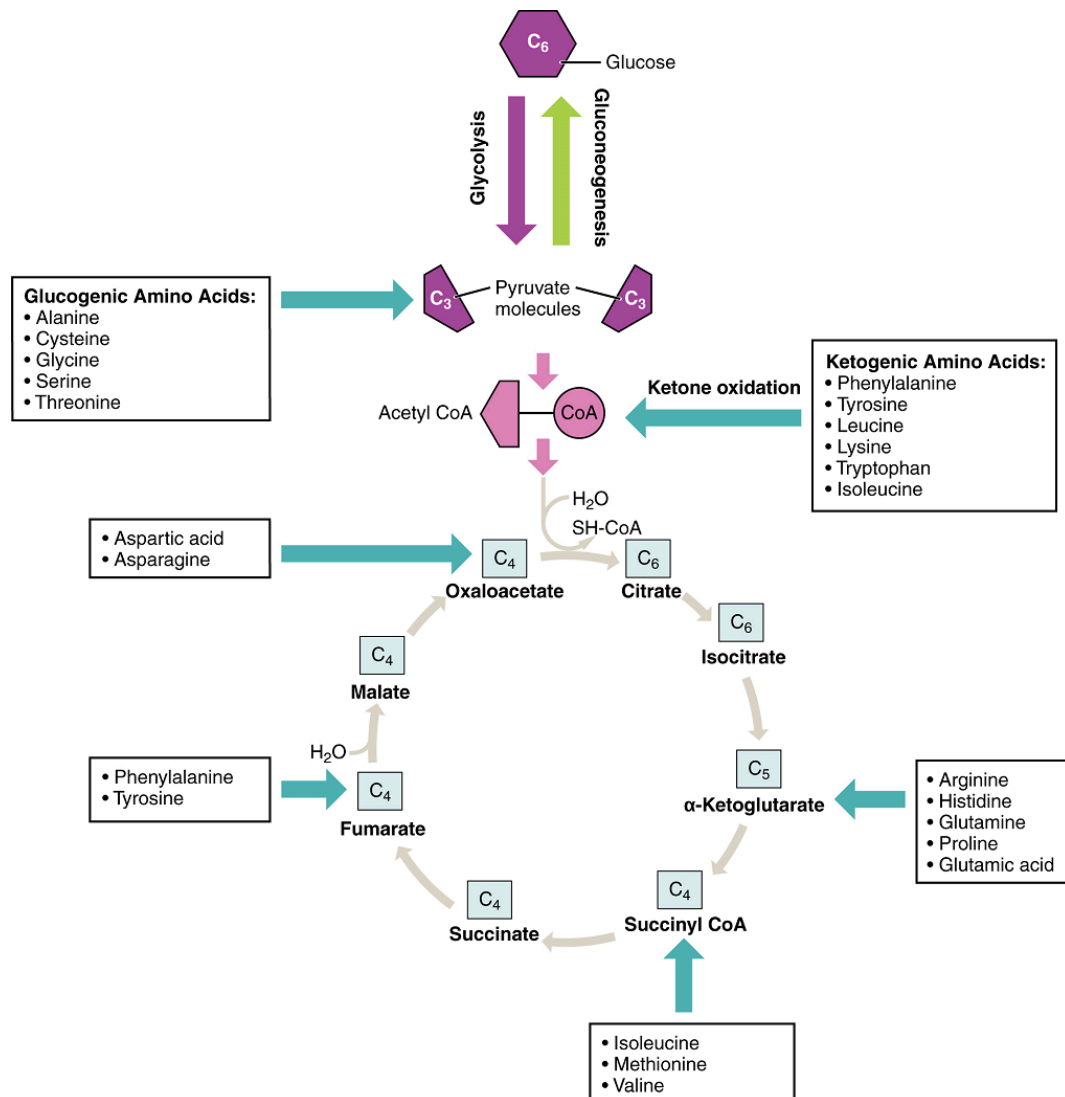 C6
Glucose
Glycolysis
Gluconeogenesis
Glucogenic Amino Acids:
• Alanine
• Cysteine
• Glycine
• Serine
• Threonine
C3
Pyruvate
molecules
C3
Ketogenic Amino Acids:
• Phenylalanine
• Tyrosine
• Leucine
• Lysine
• Tryptophan
• Isoleucine
Ketone oxidation
Acetyl CoA
CoA
H2O
SH-CoA
• Aspartic acid
• Asparagine
C4
Oxaloacetate
C6
Citrate
C6
Isocitrate
C4
Malate
H2O
• Phenylalanine
• Tyrosine
C4
Fumarate
C5
α-Ketoglutarate
• Arginine
• Histidine
• Glutamine
• Proline
• Glutamic acid
C4
Succinate
C4
Succinyl CoA
• Isoleucine
• Methionine
• Valine